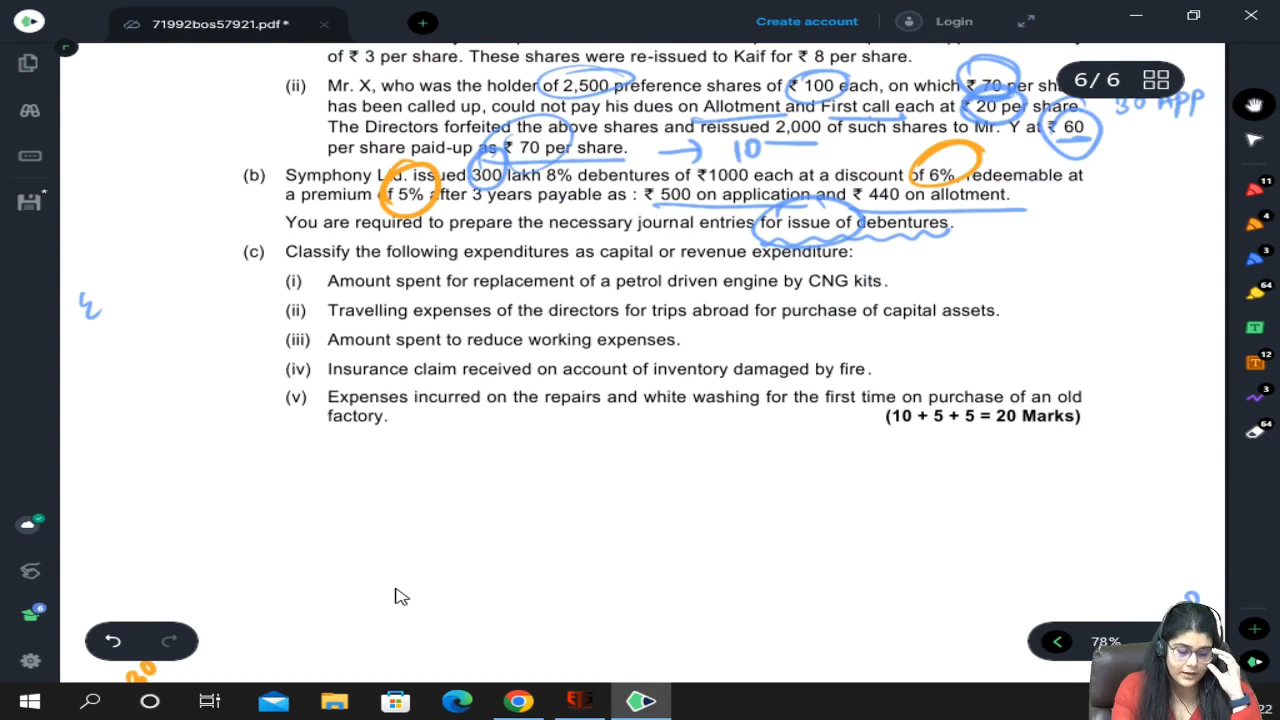 71992bos57921.pdf*
Create account
Login
of ₹ 3 per share. These shares were re-issued to Kaif for ₹ 8 per share.
6/6
(ii) Mr. X, who was the holder of 2,500 preference shares of ₹ 100 each, on which ₹ 70 per
has been called up, could not pay his dues on Allotment and First call each at ₹ 20 per share.
30 App
The Directors forfeited the above shares and reissued 2,000 of such shares to Mr. Y at ₹ 60
per share paid-up as ₹ 70 per share. → 10
(b) Symphony Ltd. issued 300 lakh 8% debentures of ₹1000 each at a discount of 6%, redeemable at
a premium of 5% after 3 years payable as : ₹ 500 on application and ₹ 440 on allotment.
You are required to prepare the necessary journal entries for issue of debentures.
(c) Classify the following expenditures as capital or revenue expenditure:
(i) Amount spent for replacement of a petrol driven engine by CNG kits.
(ii) Travelling expenses of the directors for trips abroad for purchase of capital assets.
(iii) Amount spent to reduce working expenses.
(iv) Insurance claim received on account of inventory damaged by fire.
(v) Expenses incurred on the repairs and white washing for the first time on purchase of an old
factory. (10 + 5 + 5 = 20 Marks)
11
4
3
64
12
3
64
6
78%
22